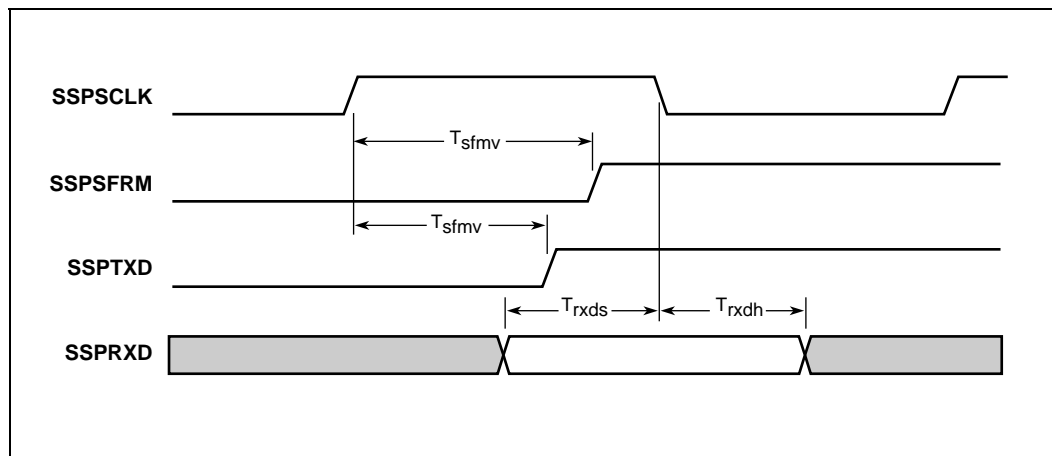 SSPSCLK
Tsfmv
SSPSFRM
Tsfmv
SSPTXD
Trxds
Trxdh
SSPRXD